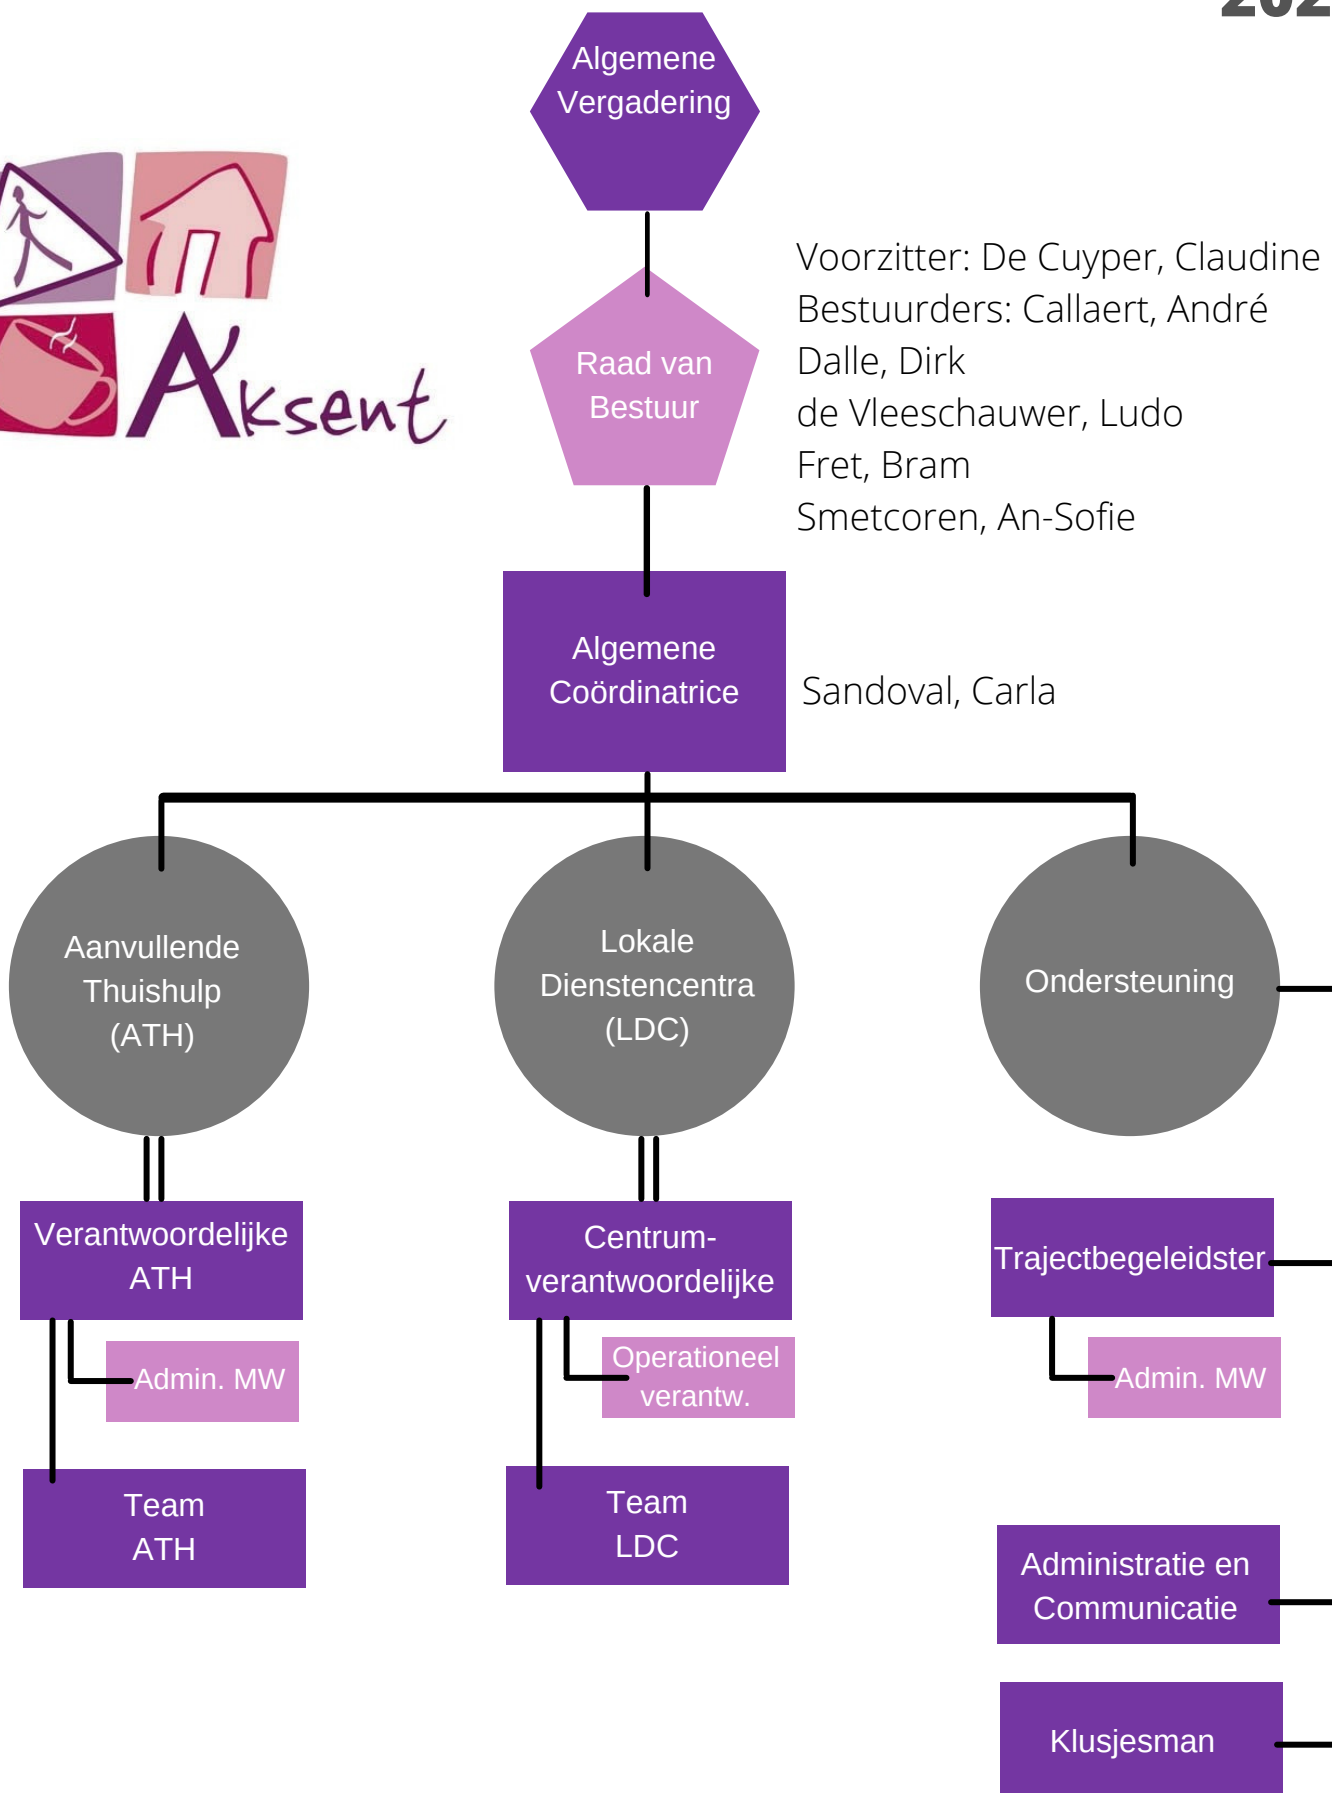 202
Algemene
Vergadering
Aksent
Voorzitter: De Cuyper, Claudine
Bestuurders: Callaert, André
Dalle, Dirk
de Vleeschauwer, Ludo
Fret, Bram
Smetcoren, An-Sofie
Raad van
Bestuur
Algemene
Coördinatrice
Sandoval, Carla
Aanvullende
Thuishulp
(ATH)
Lokale
Dienstencentra
(LDC)
Ondersteuning
Verantwoordelijke
ATH
Admin. MW
Team
ATH
Centrum-
verantwoordelijke
Operationeel
verantw.
Team
LDC
Trajectbegeleidster
Admin. MW
Administratie en
Communicatie
Klusjesman